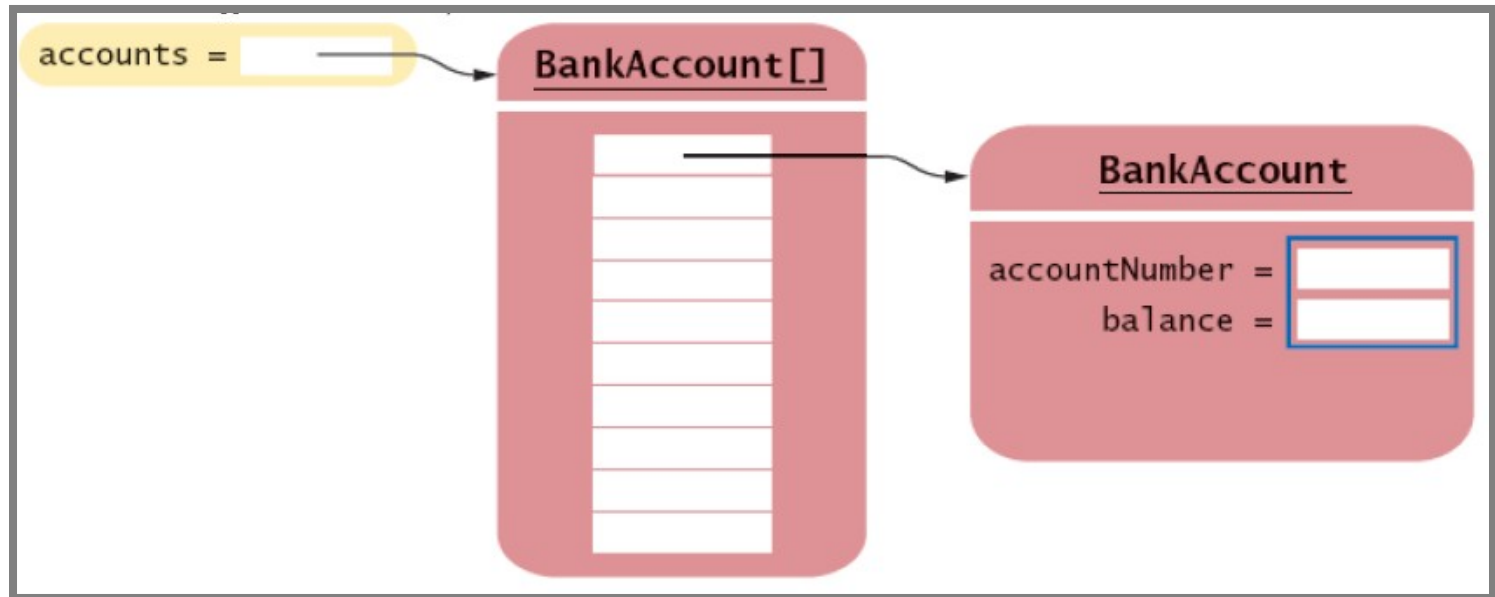 accounts =
BankAccount[]
BankAccount
accountNumber =
balance =